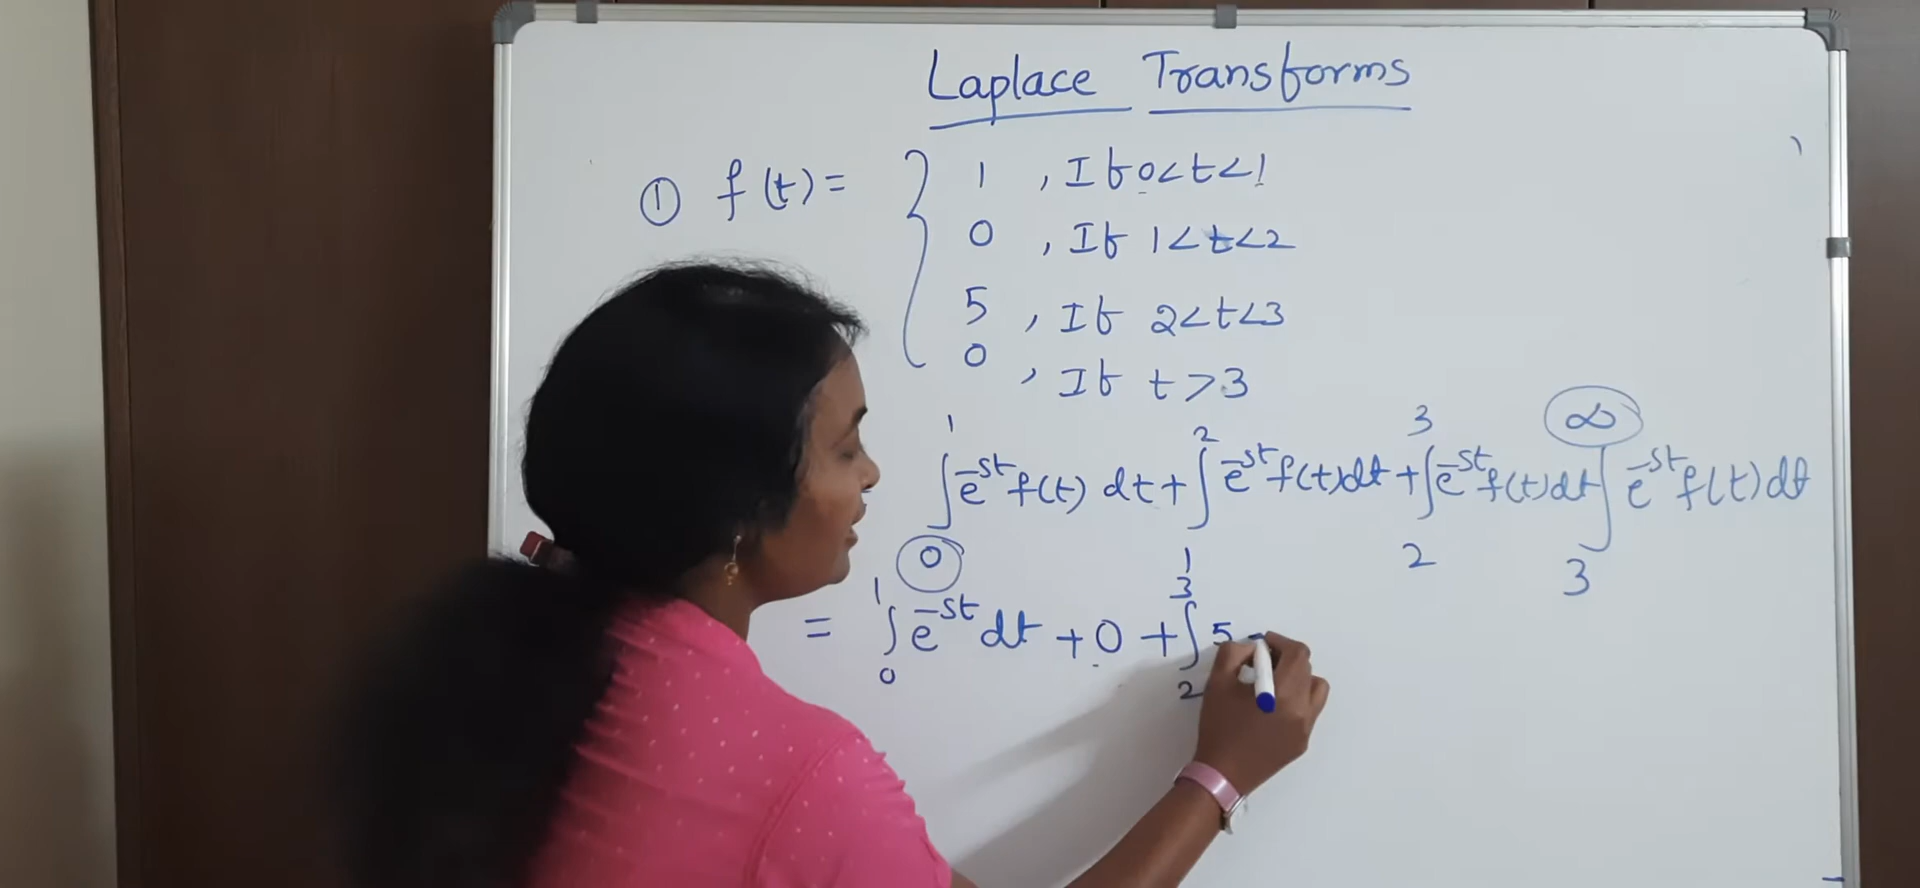 Laplace Transforms
① f(t) = { 1 , If 0<t<1
0 , If 1<t<2
5 , If 2<t<3
0 , If t>3
∫₀¹ e^-st f(t) dt + ∫₁² e^-st f(t)dt + ∫₂³ e^-st f(t)dt ∫₃^∞ e^-st f(t)dt
= ∫₀¹ e^-st dt + 0 + ∫₂³ 5